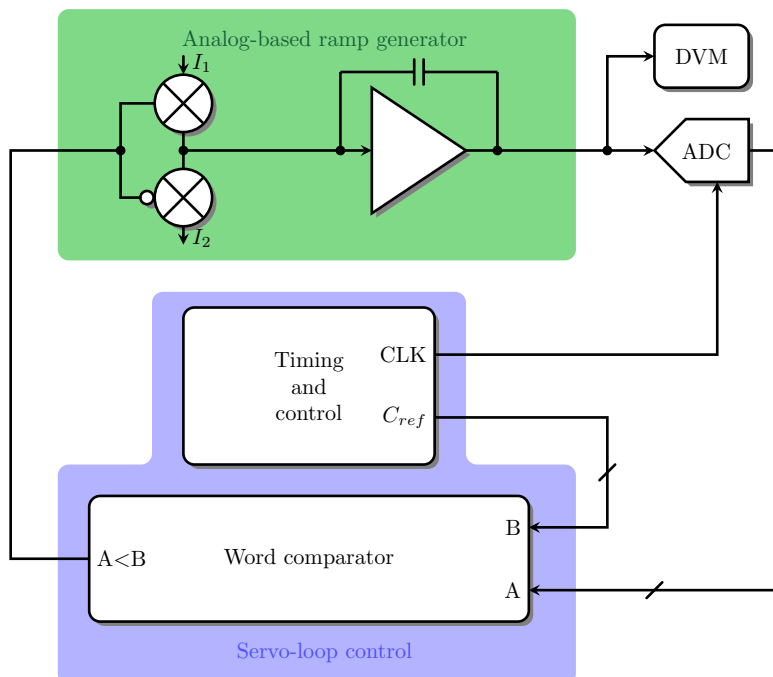 Analog-based ramp generator
I1
I2
DVM
ADC
Timing
and
control
CLK
Cref
B
A<B
Word comparator
A
Servo-loop control